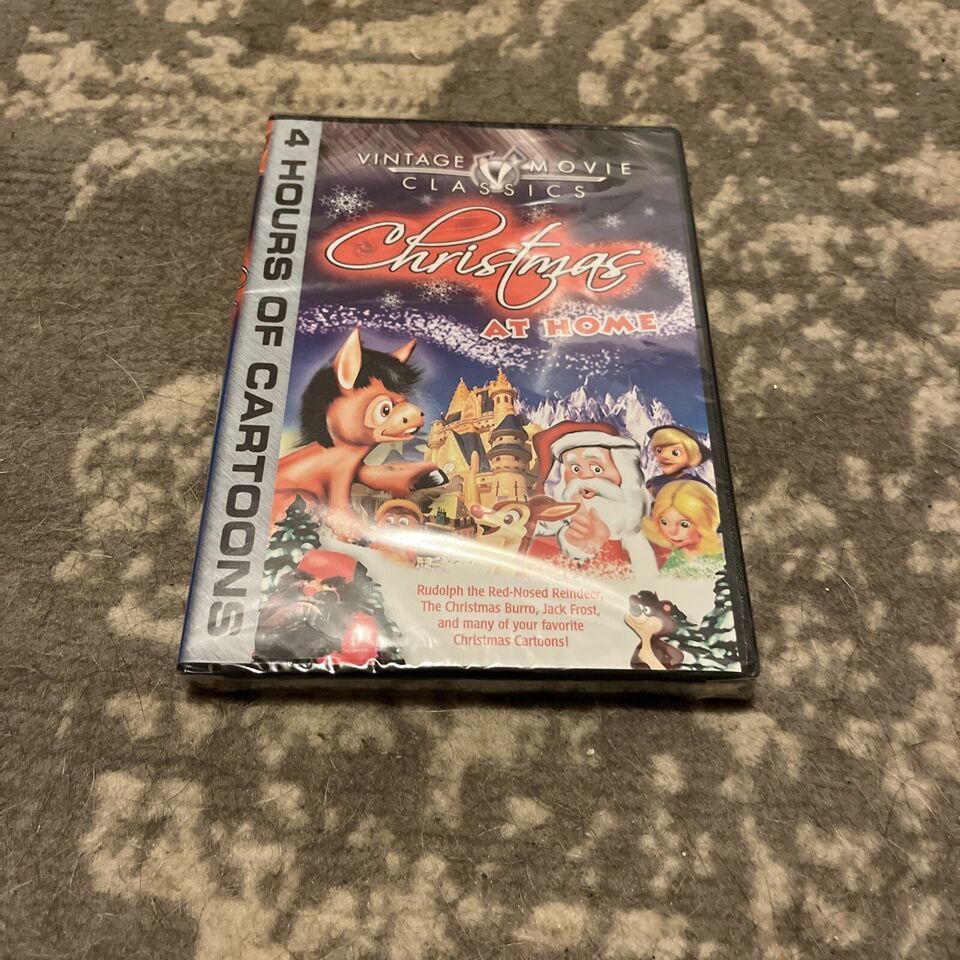 4 HOURS OF CARTOONS
VINTAGE MOVIE
CLASSICS
Christmas
AT HOME
Rudolph the Red-Nosed Reindeer,
The Christmas Burro, Jack Frost,
and many of your favorite
Christmas Cartoons!